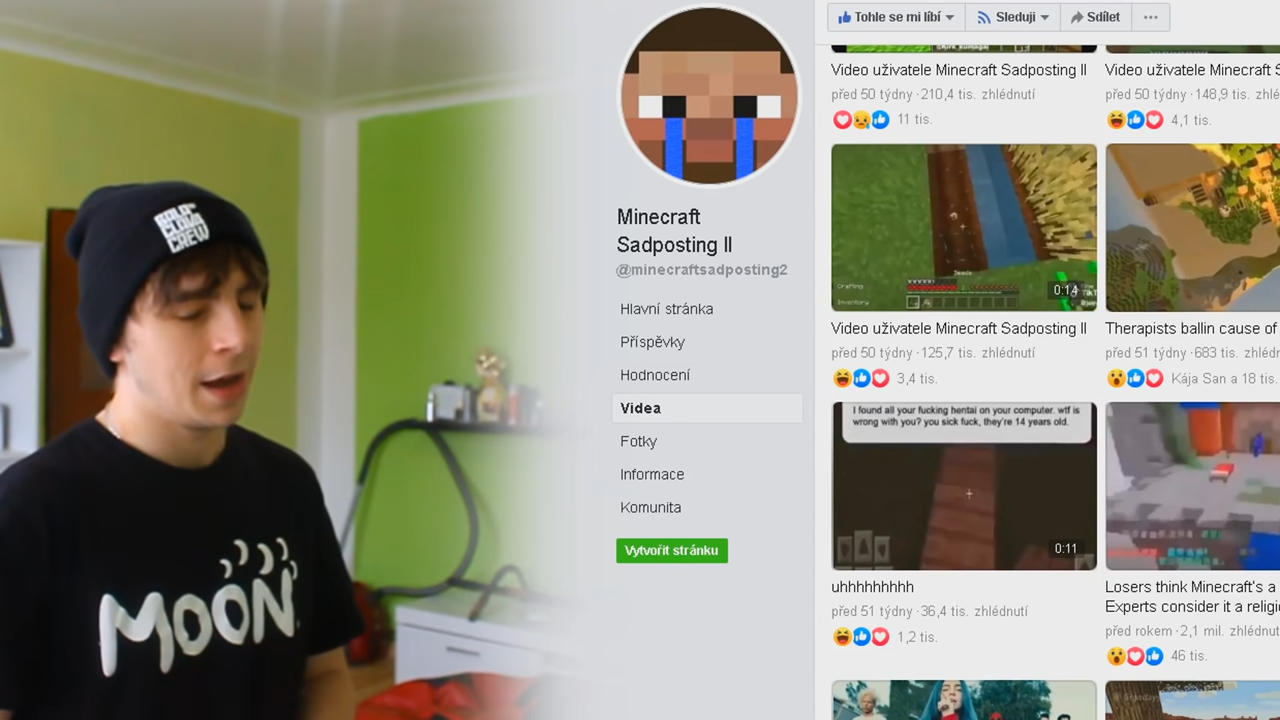 MOON
Minecraft
Sadposting II
@minecraftsadposting2
Hlavní stránka
Příspěvky
Hodnocení
Videa
Fotky
Informace
Komunita
Vytvořit stránku
Tohle se mi líbí
Sleduji
Sdílet
Video uživatele Minecraft Sadposting II
před 50 týdny · 210,4 tis. zhlédnutí
11 tis.
Video uživatele Minecraft
před 50 týdny · 148,9 tis.
4,1 tis.
Crafting
Inventory
Seeds
0:14
Video uživatele Minecraft Sadposting II
před 50 týdny · 125,7 tis. zhlédnutí
3,4 tis.
Therapists ballin cause of
před 51 týdny · 683 tis.
Kája San a 18 tis.
I found all your fucking hentai on your computer. wtf is
wrong with you? you sick fuck, they're 14 years old.
0:11
uhhhhhhhhh
před 51 týdny · 36,4 tis. zhlédnutí
1,2 tis.
Losers think Minecraft's a
Experts consider it a
před rokem · 2,1 mil.
46 tis.